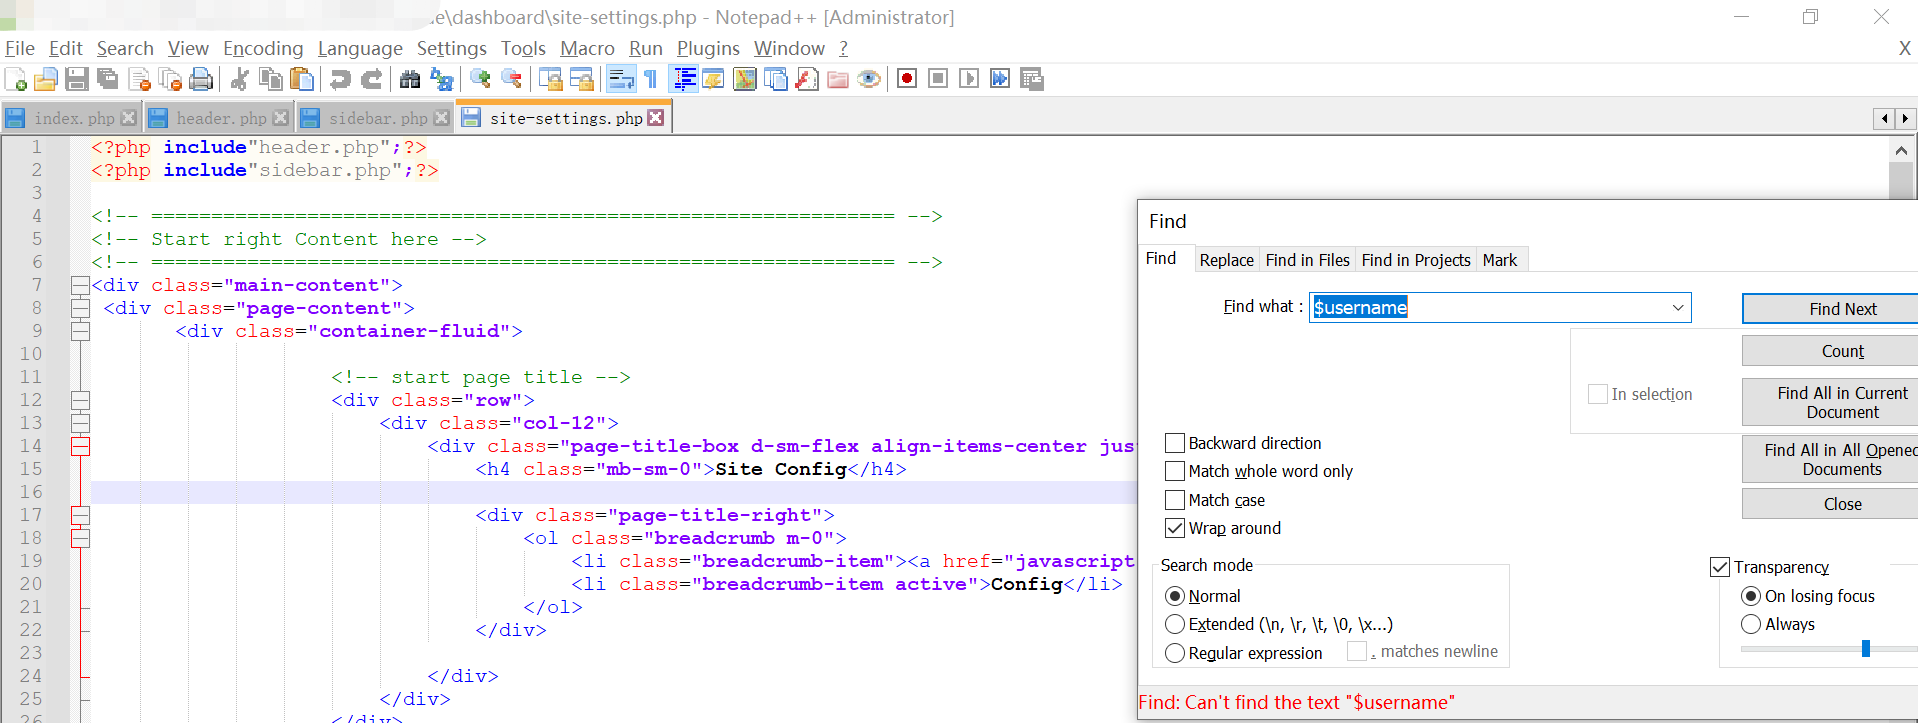 \dashboard\site-settings.php - Notepad++ [Administrator]
File Edit Search View Encoding Language Settings Tools Macro Run Plugins Window ? X
index.php header.php sidebar.php site-settings.php
1 <?php include"header.php";?>
2 <?php include"sidebar.php";?>
3
4 <!-- ============================================================== -->
5 <!-- Start right Content here -->
6 <!-- ============================================================== -->
7 <div class="main-content">
8 <div class="page-content">
9 <div class="container-fluid">
10
11 <!-- start page title -->
12 <div class="row">
13 <div class="col-12">
14 <div class="page-title-box d-sm-flex align-items-center jus
15 <h4 class="mb-sm-0">Site Config</h4>
16
17 <div class="page-title-right">
18 <ol class="breadcrumb m-0">
19 <li class="breadcrumb-item"><a href="javascript
20 <li class="breadcrumb-item active">Config</li>
21 </ol>
22 </div>
23
24 </div>
25 </div>
26 </div>
Find
Find Replace Find in Files Find in Projects Mark
Find what : $username
Find Next
Count
In selection
Find All in Current
Document
Find All in All Opened
Documents
Close
Backward direction
Match whole word only
Match case
Wrap around
Search mode
Normal
Extended (\n, \r, \t, \0, \x...)
Regular expression . matches newline
Transparency
On losing focus
Always
Find: Can't find the text "$username"